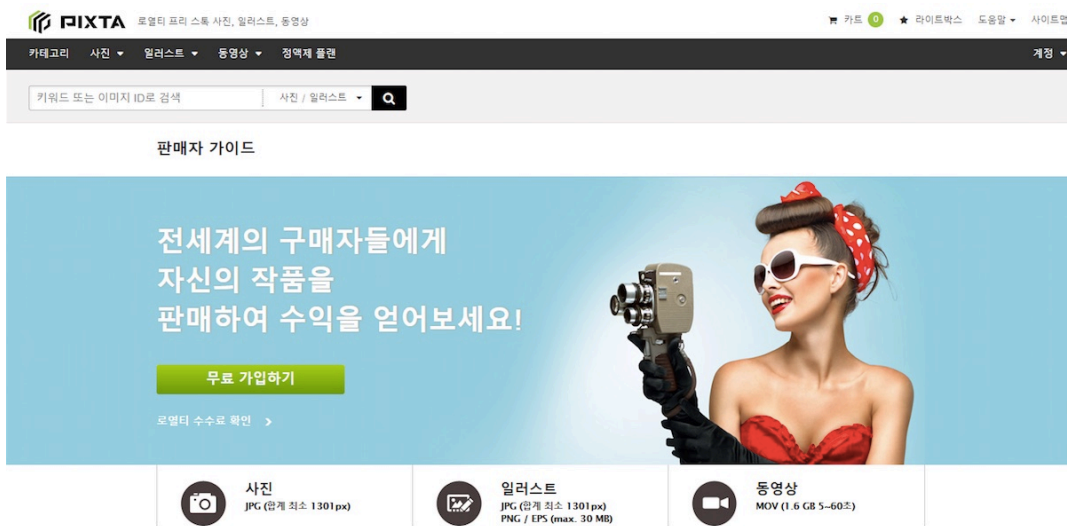 PIXTA 로열티 프리 스톡 사진, 일러스트, 동영상 카트 0 라이트박스 도움말 사이트맵
카테고리 사진 일러스트 동영상 정액제 플랜 계정
키워드 또는 이미지 ID로 검색 사진 / 일러스트
판매자 가이드
전세계의 구매자들에게
자신의 작품을
판매하여 수익을 얻어보세요!
무료 가입하기
로열티 수수료 확인
사진
JPG (합계 최소 1301px)
일러스트
JPG (합계 최소 1301px)
PNG / EPS (max. 30 MB)
동영상
MOV (1.6 GB 5~60초)